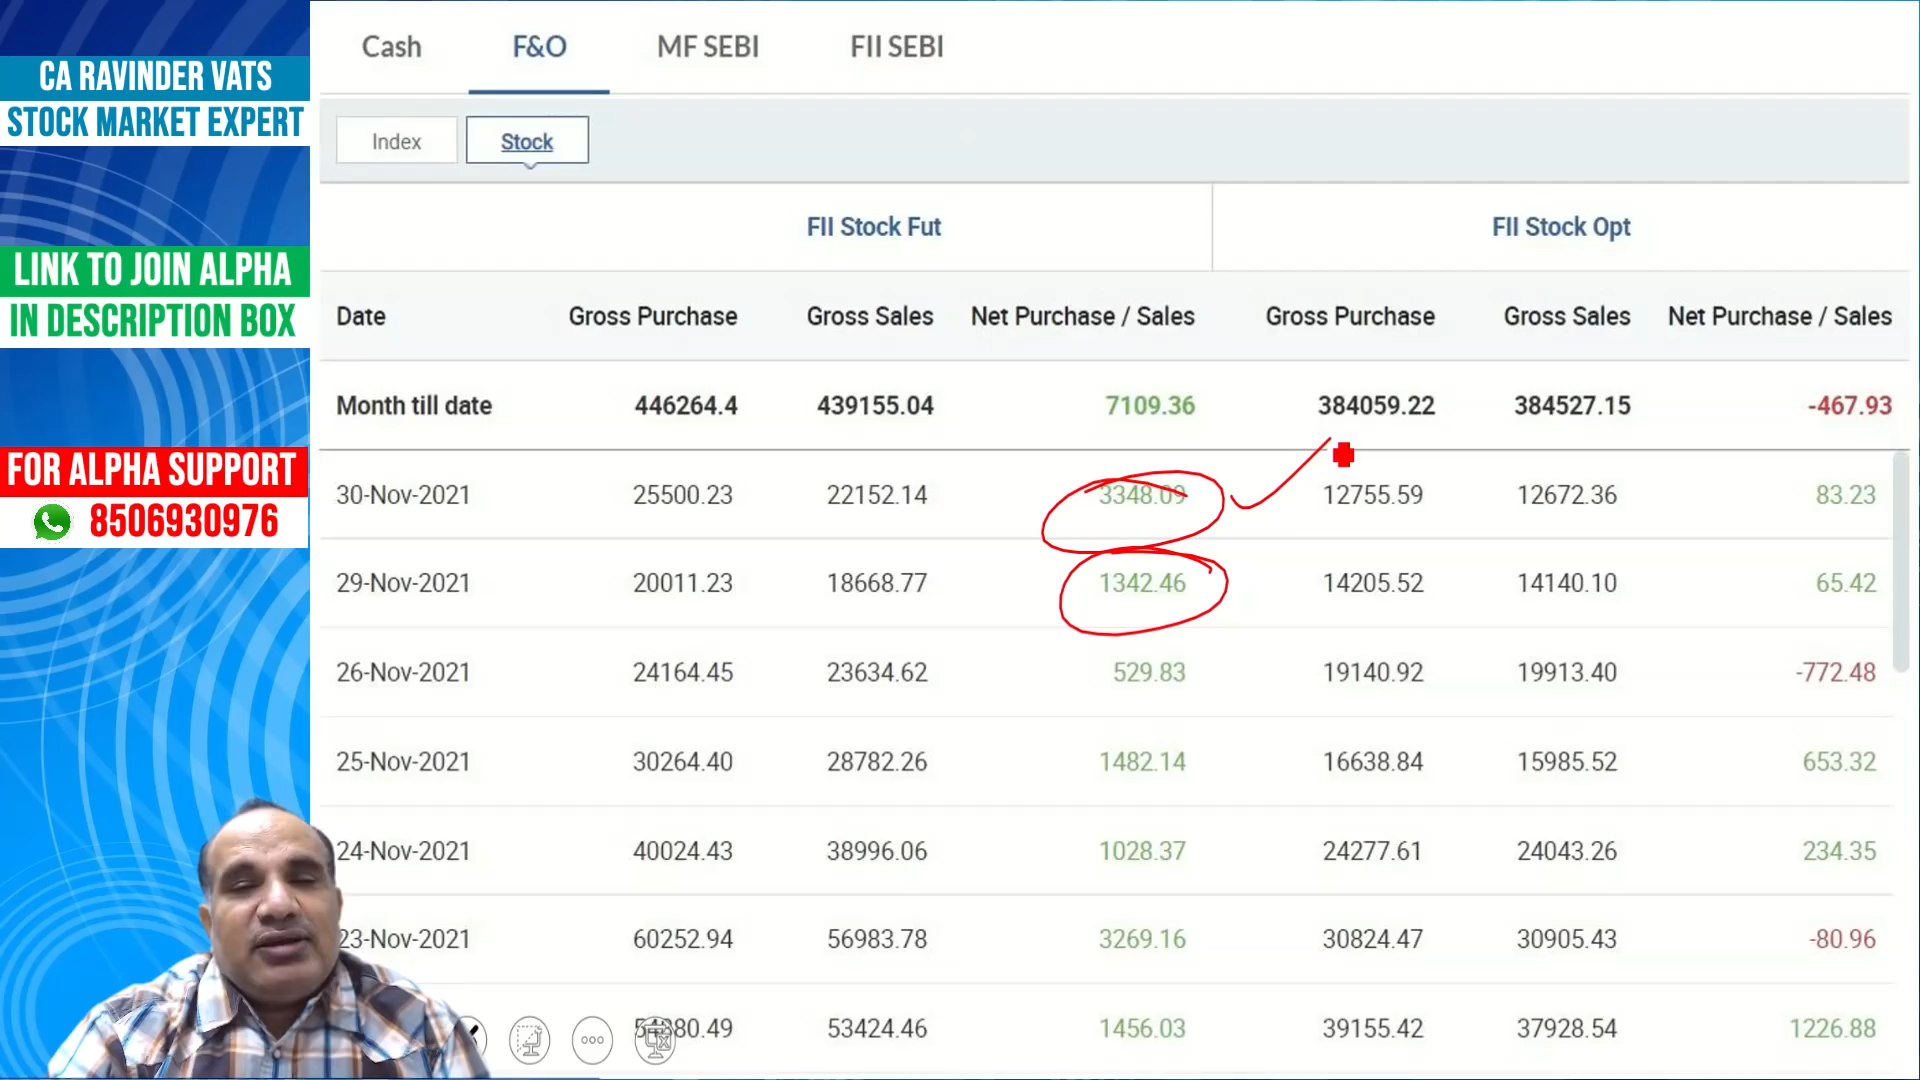 CA RAVINDER VATS
STOCK MARKET EXPERT
LINK TO JOIN ALPHA
IN DESCRIPTION BOX
FOR ALPHA SUPPORT
8506930976
Cash F&O MF SEBI FII SEBI
Index Stock
FII Stock Fut FII Stock Opt
Date Gross Purchase Gross Sales Net Purchase / Sales Gross Purchase Gross Sales Net Purchase / Sales
Month till date 446264.4 439155.04 7109.36 384059.22 384527.15 -467.93
30-Nov-2021 25500.23 22152.14 3348.09 12755.59 12672.36 83.23
29-Nov-2021 20011.23 18668.77 1342.46 14205.52 14140.10 65.42
26-Nov-2021 24164.45 23634.62 529.83 19140.92 19913.40 -772.48
25-Nov-2021 30264.40 28782.26 1482.14 16638.84 15985.52 653.32
24-Nov-2021 40024.43 38996.06 1028.37 24277.61 24043.26 234.35
23-Nov-2021 60252.94 56983.78 3269.16 30824.47 30905.43 -80.96
53424.46 1456.03 39155.42 37928.54 1226.88